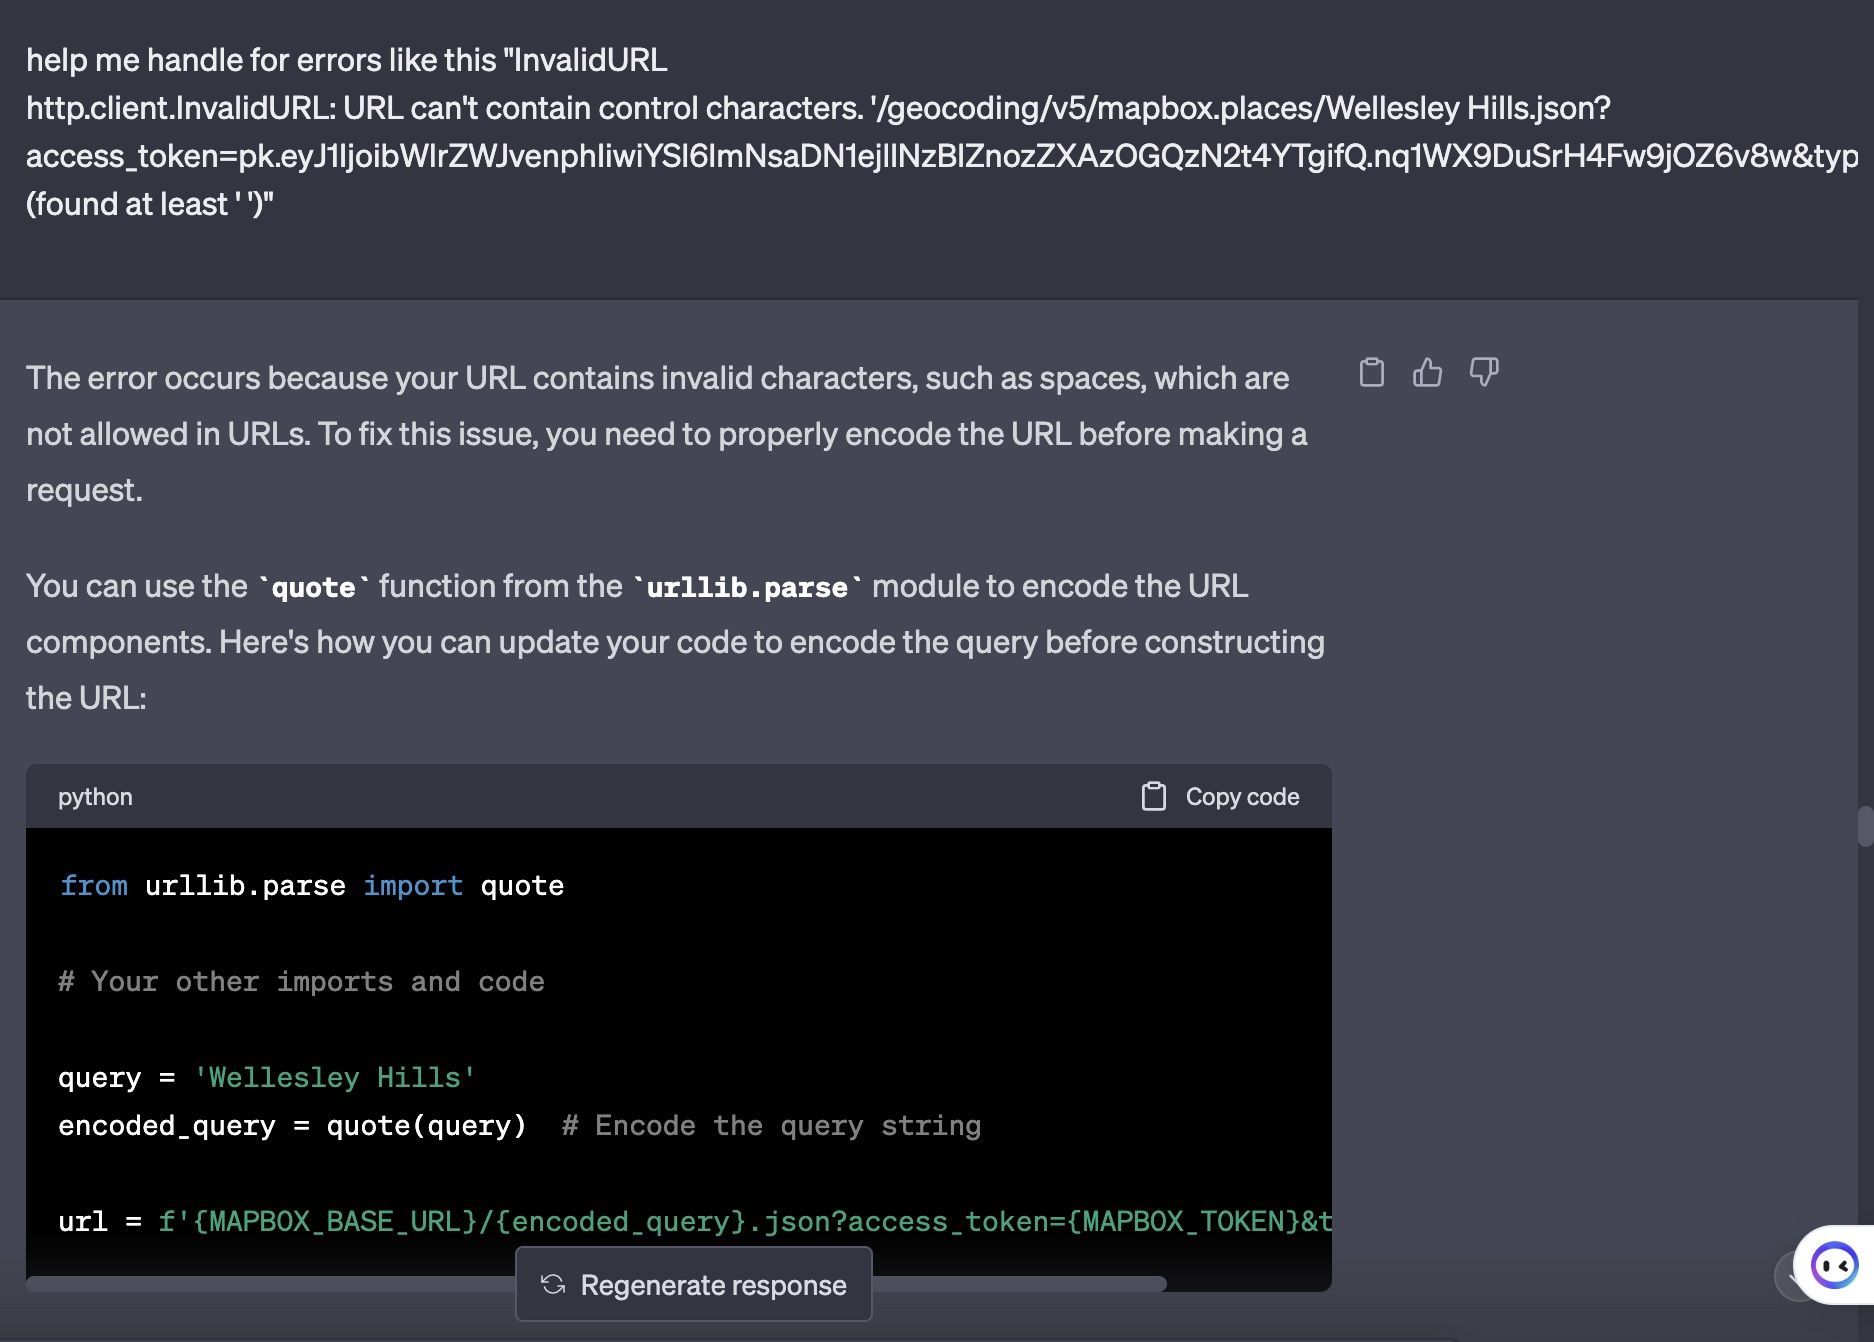 help me handle for errors like this "InvalidURL
http.client.InvalidURL: URL can't contain control characters. '/geocoding/v5/mapbox.places/Wellesley Hills.json?
access_token=pk.eyJ1IjoibWlrZWJvenphIiwiYSI6ImNsaDN1ejlINzBlZnozZXAzOGQzN2t4YTgifQ.nq1WX9DuSrH4Fw9jOZ6v8w&typ
(found at least ' ')"
The error occurs because your URL contains invalid characters, such as spaces, which are
not allowed in URLs. To fix this issue, you need to properly encode the URL before making a
request.
You can use the `quote` function from the `urllib.parse` module to encode the URL
components. Here's how you can update your code to encode the query before constructing
the URL:
python Copy code
from urllib.parse import quote
# Your other imports and code
query = 'Wellesley Hills'
encoded_query = quote(query)  # Encode the query string
url = f'{MAPBOX_BASE_URL}/{encoded_query}.json?access_token={MAPBOX_TOKEN}&t
Regenerate response